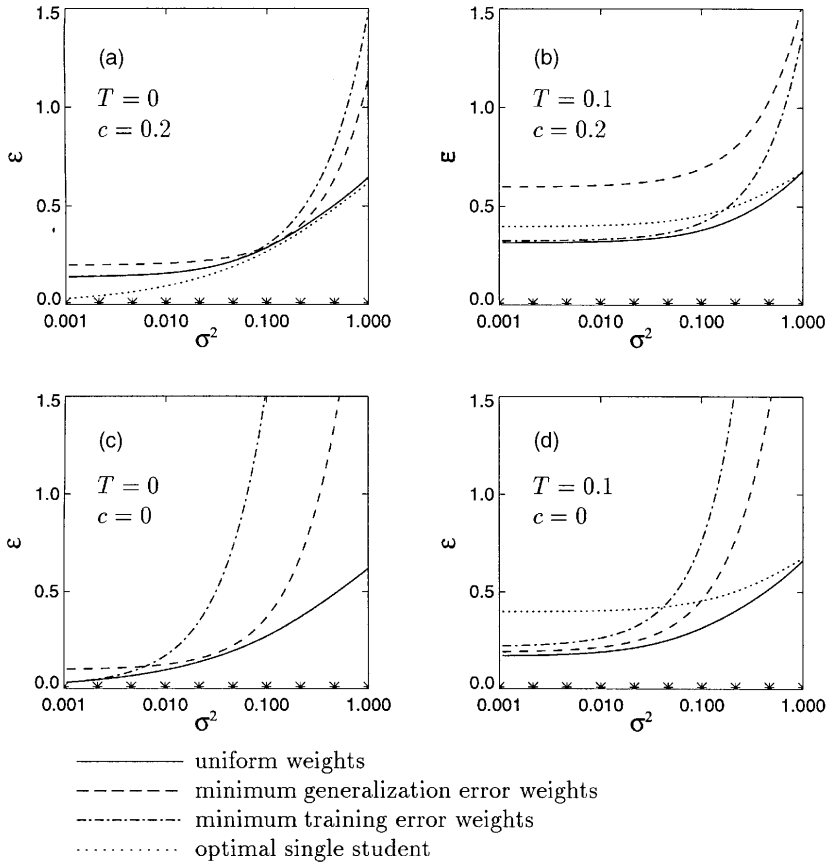 (a)
T = 0
c = 0.2
ε
1.5
1.0
0.5
0.0
0.001 0.010 0.100 1.000
σ²
(b)
T = 0.1
c = 0.2
ε
1.5
1.0
0.5
0.0
0.001 0.010 0.100 1.000
σ²
(c)
T = 0
c = 0
ε
1.5
1.0
0.5
0.0
0.001 0.010 0.100 1.000
σ²
(d)
T = 0.1
c = 0
ε
1.5
1.0
0.5
0.0
0.001 0.010 0.100 1.000
σ²
uniform weights
minimum generalization error weights
minimum training error weights
optimal single student